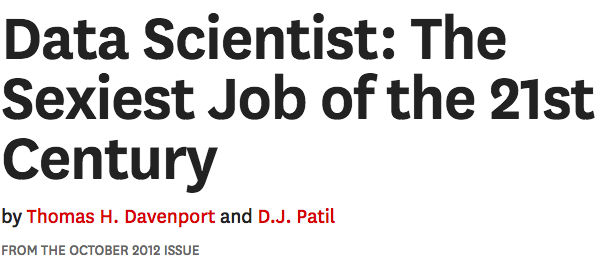 Data Scientist: The
Sexiest Job of the 21st
Century
by Thomas H. Davenport and D.J. Patil
FROM THE OCTOBER 2012 ISSUE